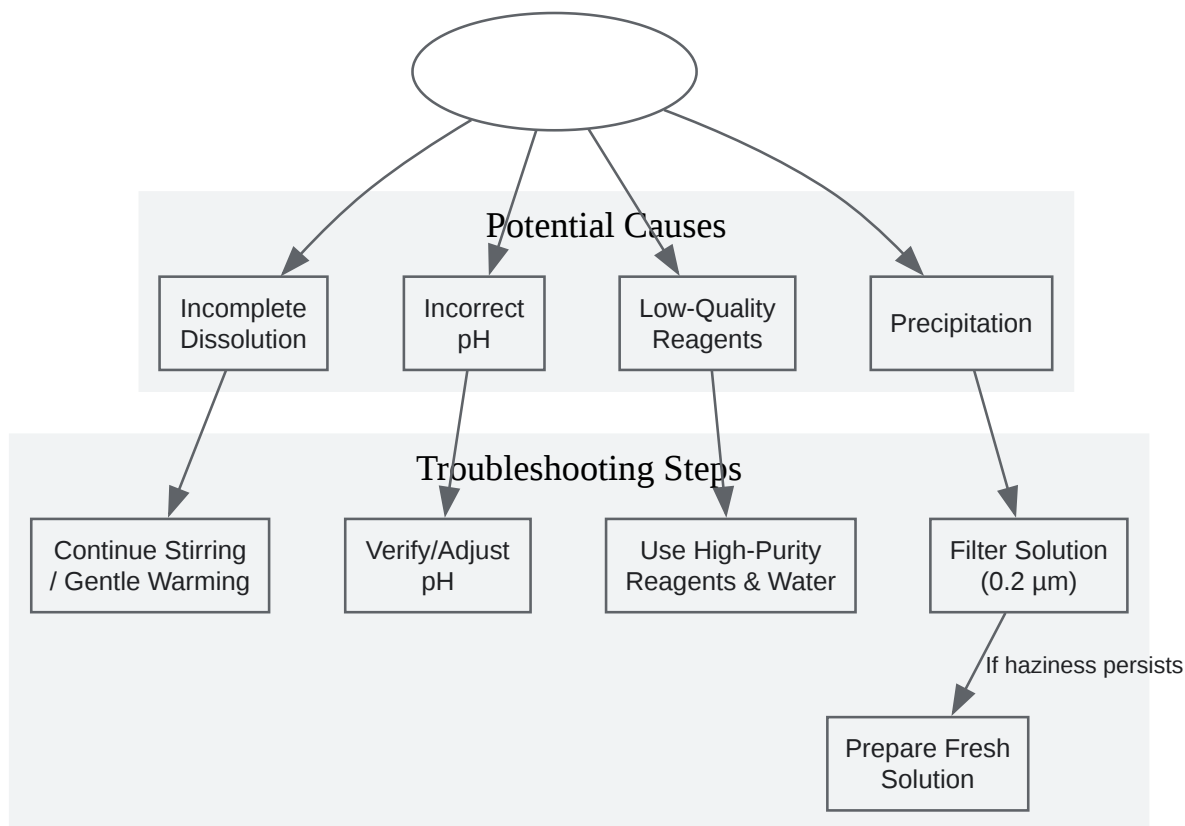 Potential Causes
Incomplete
Dissolution
Incorrect
pH
Low-Quality
Reagents
Precipitation
Troubleshooting Steps
Continue Stirring
/ Gentle Warming
Verify/Adjust
pH
Use High-Purity
Reagents & Water
Filter Solution
(0.2 µm)
If haziness persists
Prepare Fresh
Solution